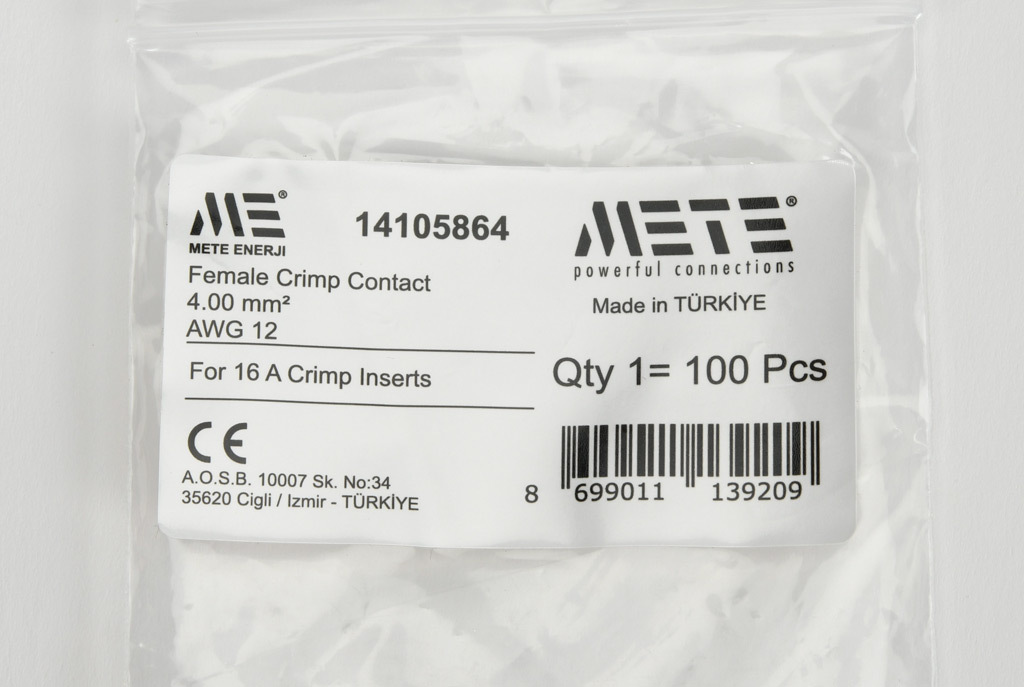 ME®
METE ENERJI
14105864
Female Crimp Contact
4.00 mm²
AWG 12
For 16 A Crimp Inserts
A.O.S.B. 10007 Sk. No:34
35620 Cigli / Izmir - TÜRKİYE
METE®
powerful connections
Made in TÜRKİYE
Qty 1= 100 Pcs
8 699011 139209
CE